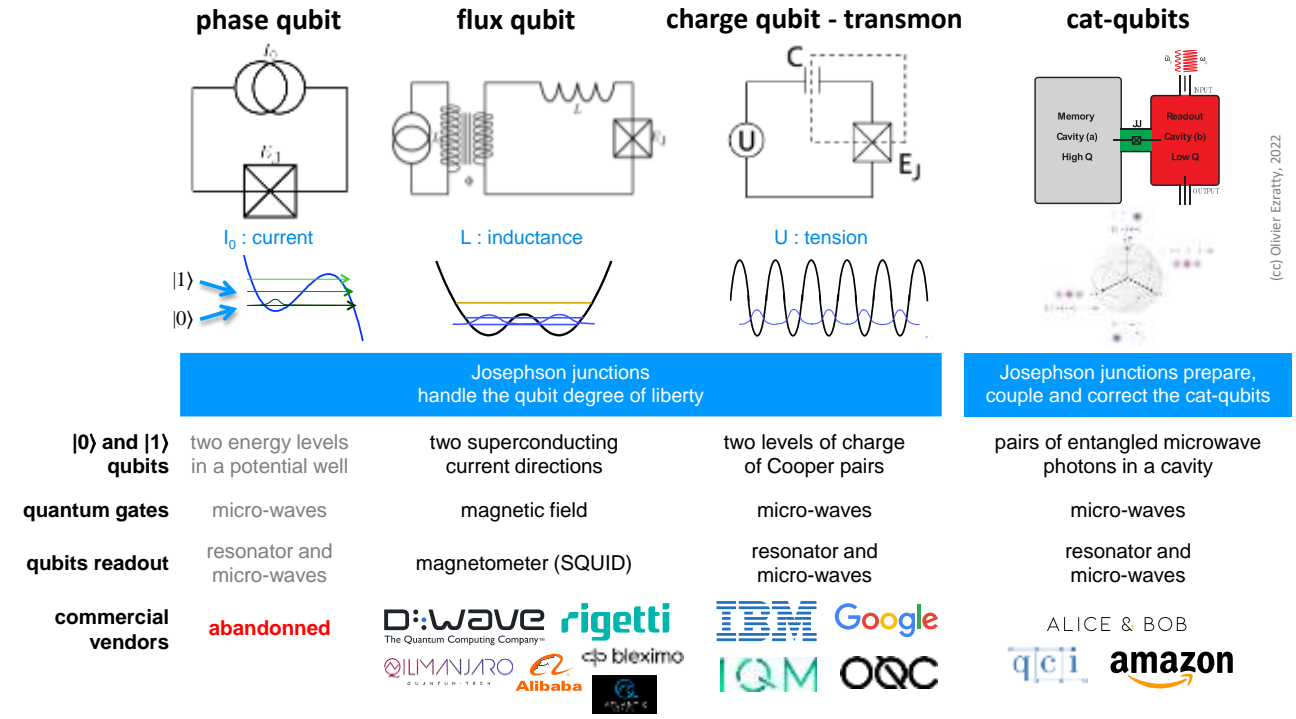 phase qubit
flux qubit
charge qubit - transmon
cat-qubits
I₀
E_J
L
E_J
Φ
C
U
E_J
INPUT
Memory
Cavity (a)
High Q
JJ
Readout
Cavity (b)
Low Q
OUTPUT
(cc) Olivier Ezratty, 2022
I₀ : current
L : inductance
U : tension
|1⟩
|0⟩
Josephson junctions
handle the qubit degree of liberty
Josephson junctions prepare,
couple and correct the cat-qubits
|0⟩ and |1⟩
qubits
two energy levels
in a potential well
two superconducting
current directions
two levels of charge
of Cooper pairs
pairs of entangled microwave
photons in a cavity
quantum gates
micro-waves
magnetic field
micro-waves
micro-waves
qubits readout
resonator and
micro-waves
magnetometer (SQUID)
resonator and
micro-waves
resonator and
micro-waves
commercial
vendors
abandonned
D:Wave
The Quantum Computing Company™
rigetti
QILIMANJARO
QUANTUM·TECH
Alibaba
bleximo
IBM
Google
IQM
OQC
ALICE & BOB
qci
amazon